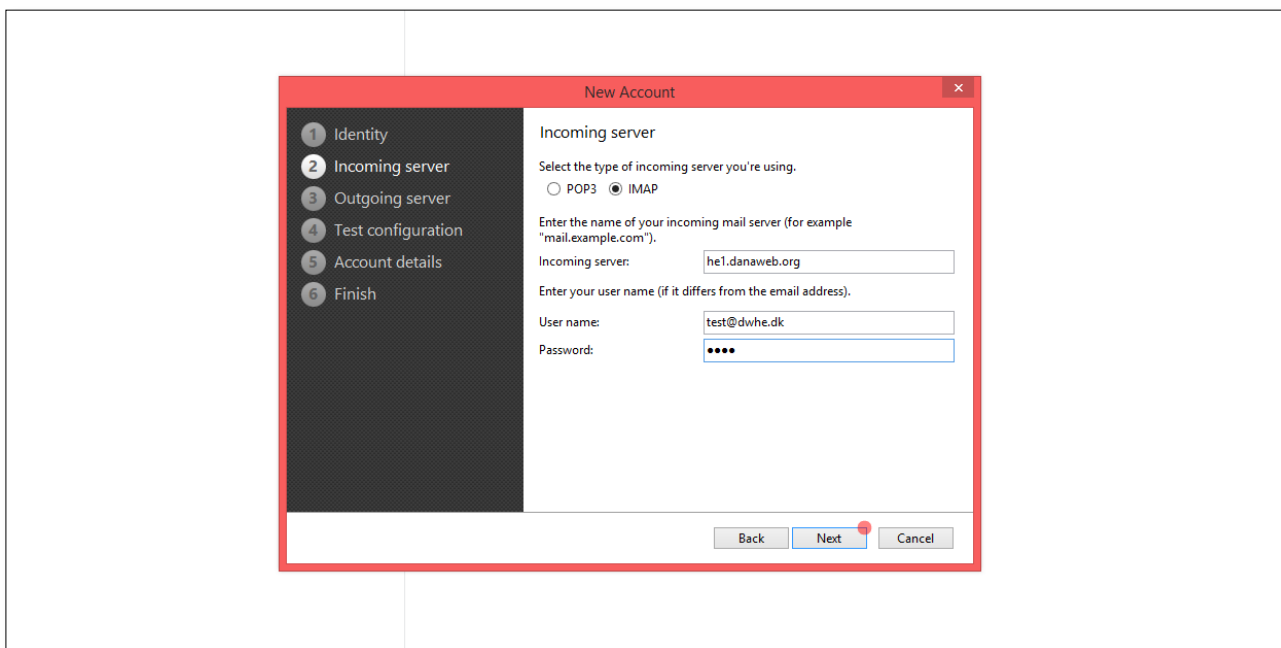 New Account
1 Identity
2 Incoming server
3 Outgoing server
4 Test configuration
5 Account details
6 Finish
Incoming server
Select the type of incoming server you're using.
POP3 IMAP
Enter the name of your incoming mail server (for example
"mail.example.com").
Incoming server: he1.danaweb.org
Enter your user name (if it differs from the email address).
User name: test@dwhe.dk
Password: ••••
Back Next Cancel